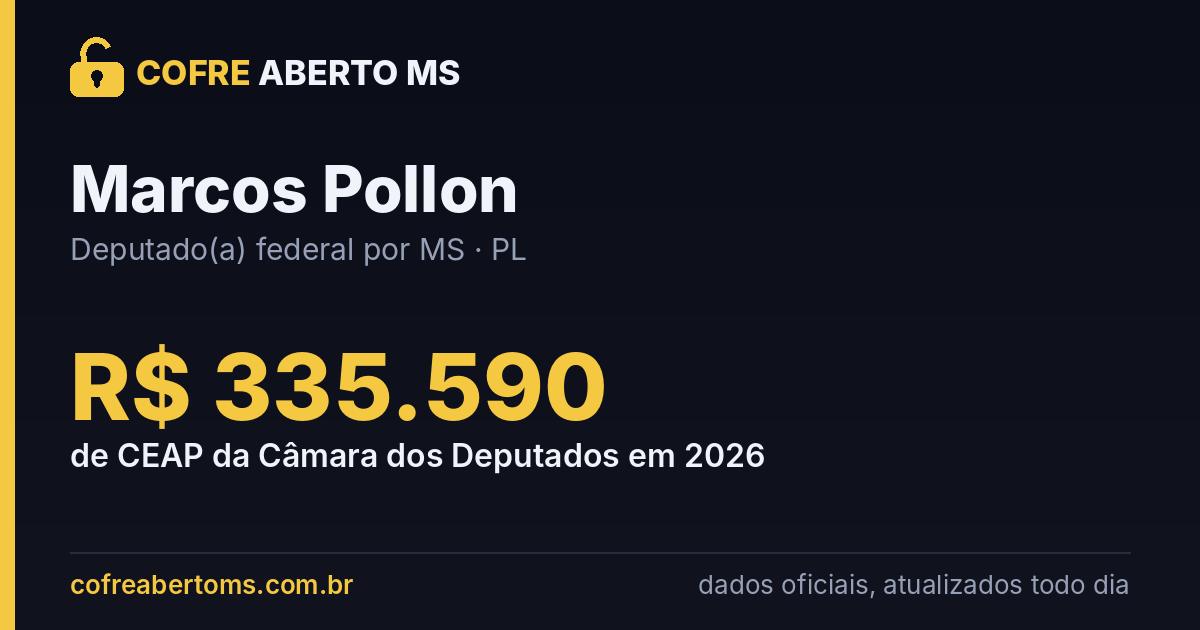 COFRE ABERTO MS
Marcos Pollon
Deputado(a) federal por MS · PL
R$ 335.590
de CEAP da Câmara dos Deputados em 2026
cofreabertoms.com.br
dados oficiais, atualizados todo dia